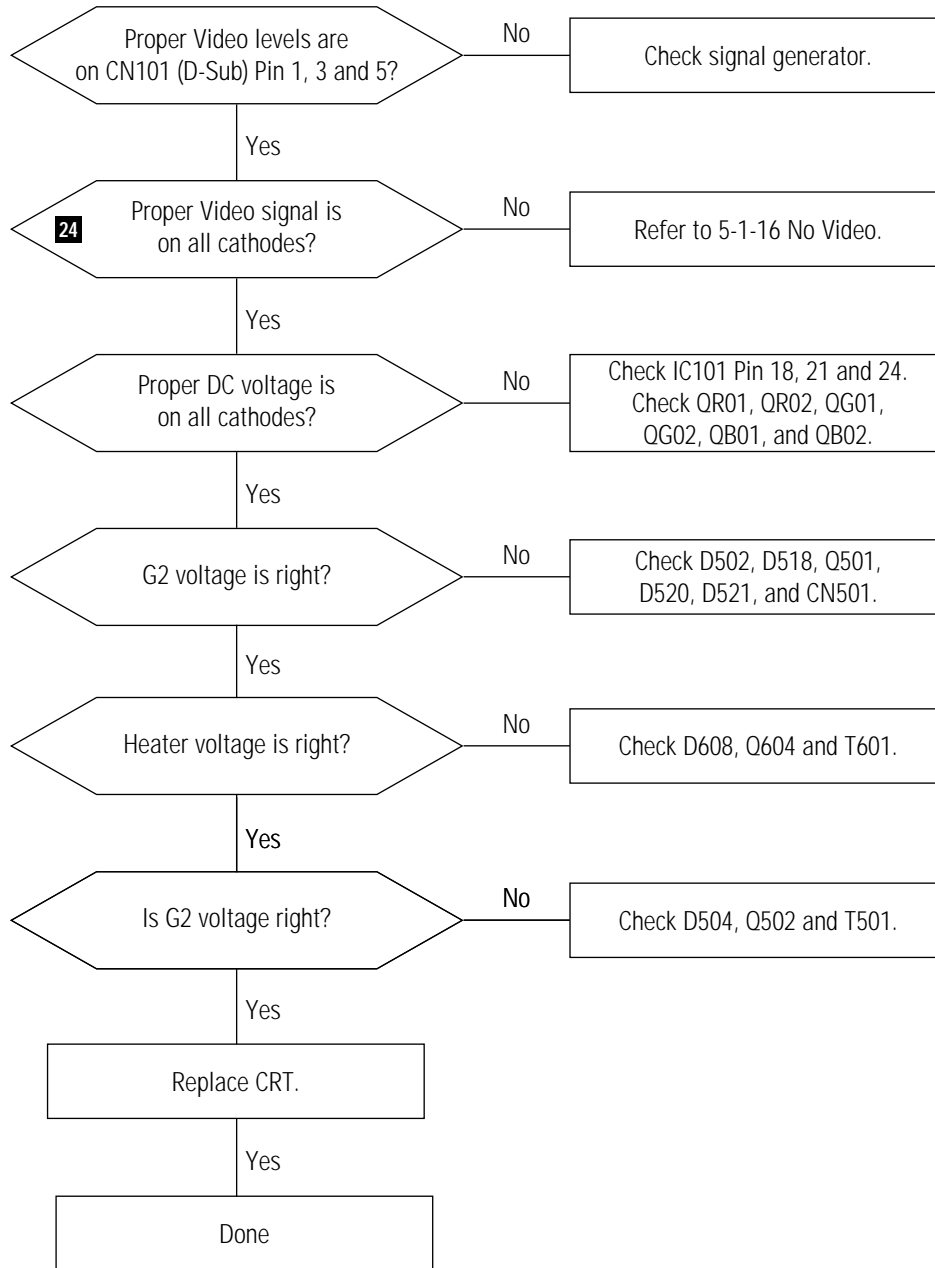 Proper Video levels are
on CN101 (D-Sub) Pin 1, 3 and 5?
No
Check signal generator.
Yes
24
Proper Video signal is
on all cathodes?
No
Refer to 5-1-16 No Video.
Yes
Proper DC voltage is
on all cathodes?
No
Check IC101 Pin 18, 21 and 24.
Check QR01, QR02, QG01,
QG02, QB01, and QB02.
Yes
G2 voltage is right?
No
Check D502, D518, Q501,
D520, D521, and CN501.
Yes
Heater voltage is right?
No
Check D608, Q604 and T601.
Yes
Is G2 voltage right?
No
Check D504, Q502 and T501.
Yes
Replace CRT.
Yes
Done